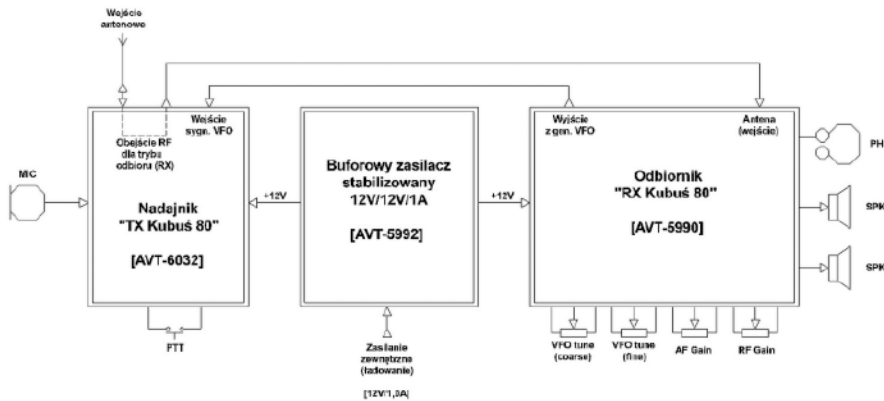 Wejście
antenowe
Obejście RF
dla trybu
odbioru (RX)
Wejście
sygn. VFO
MIC
Nadajnik
"TX Kubuś 80"
[AVT-6032]
PTT
+12V
Buforowy zasilacz
stabilizowany
12V/12V/1A
[AVT-5992]
Zasilanie
zewnętrzne
(ładowanie)
[12V/1,0A]
+12V
Wyjście
z gen. VFO
Antena
(wejście)
Odbiornik
"RX Kubuś 80"
[AVT-5990]
PH
SPK
SPK
VFO tune
(coarse)
VFO tune
(fine)
AF Gain
RF Gain